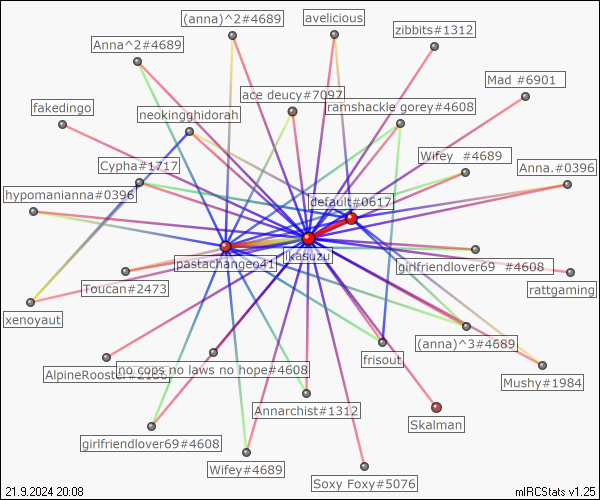 (anna)^2#4689
avelicious
zibbits#1312
Anna^2#4689
Mad #6901
ace deucy#7097
fakedingo
neokingghidorah
ramshackle gorey#4608
Wifey #4689
Cypha#1717
Anna.#0396
hypomanianna#0396
default#0617
pastachangeo41
ikasuzu
girlfriendlover69 #4608
Toucan#2473
rattgaming
xenoyaut
(anna)^3#4689
frisout
no cops no laws no hope#4608
Mushy#1984
Annarchist#1312
Skalman
girlfriendlover69#4608
Wifey#4689
Soxy Foxy#5076
21.9.2024 20:08
mIRCStats v1.25